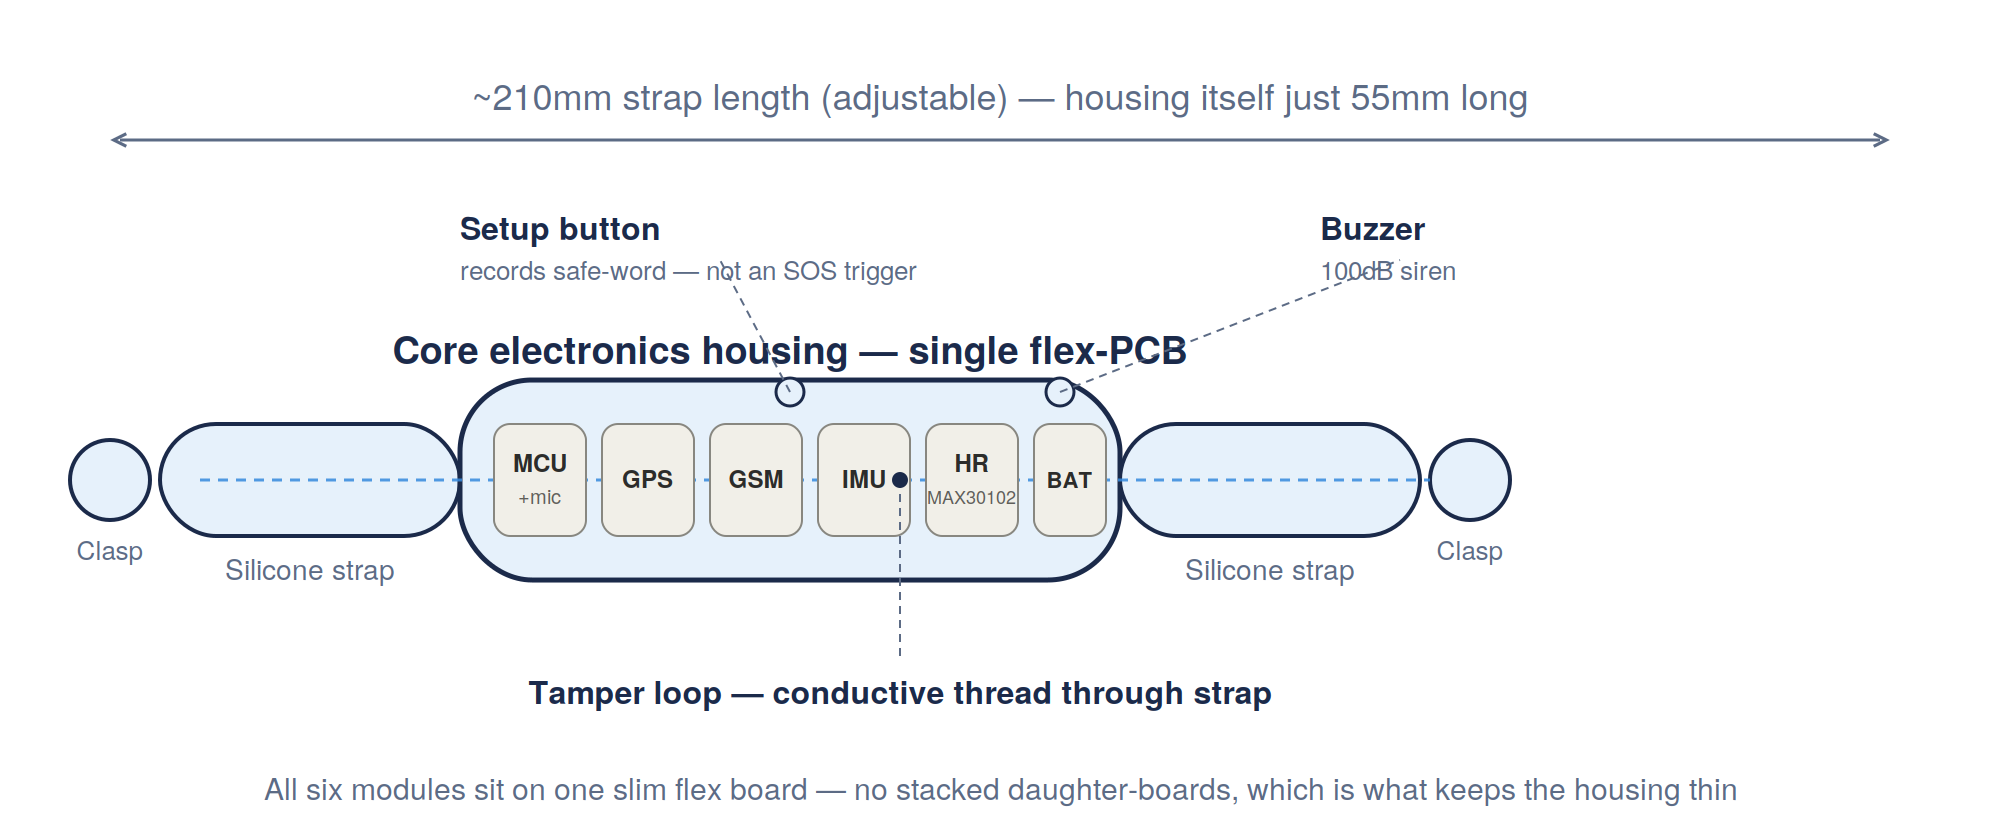 ~210mm strap length (adjustable) — housing itself just 55mm long
Setup button
records safe-word — not an SOS trigger
Buzzer
100dB siren
Core electronics housing — single flex-PCB
MCU
+mic
GPS
GSM
IMU
HR
MAX30102
BAT
Clasp
Silicone strap
Silicone strap
Clasp
Tamper loop — conductive thread through strap
All six modules sit on one slim flex board — no stacked daughter-boards, which is what keeps the housing thin